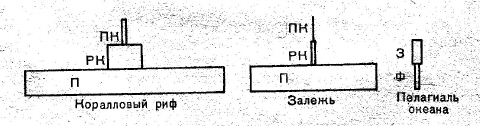 ПК
РК
П
Коралловый риф
ПК
РК
П
Залежь
З
Ф
Пелагиаль
океана